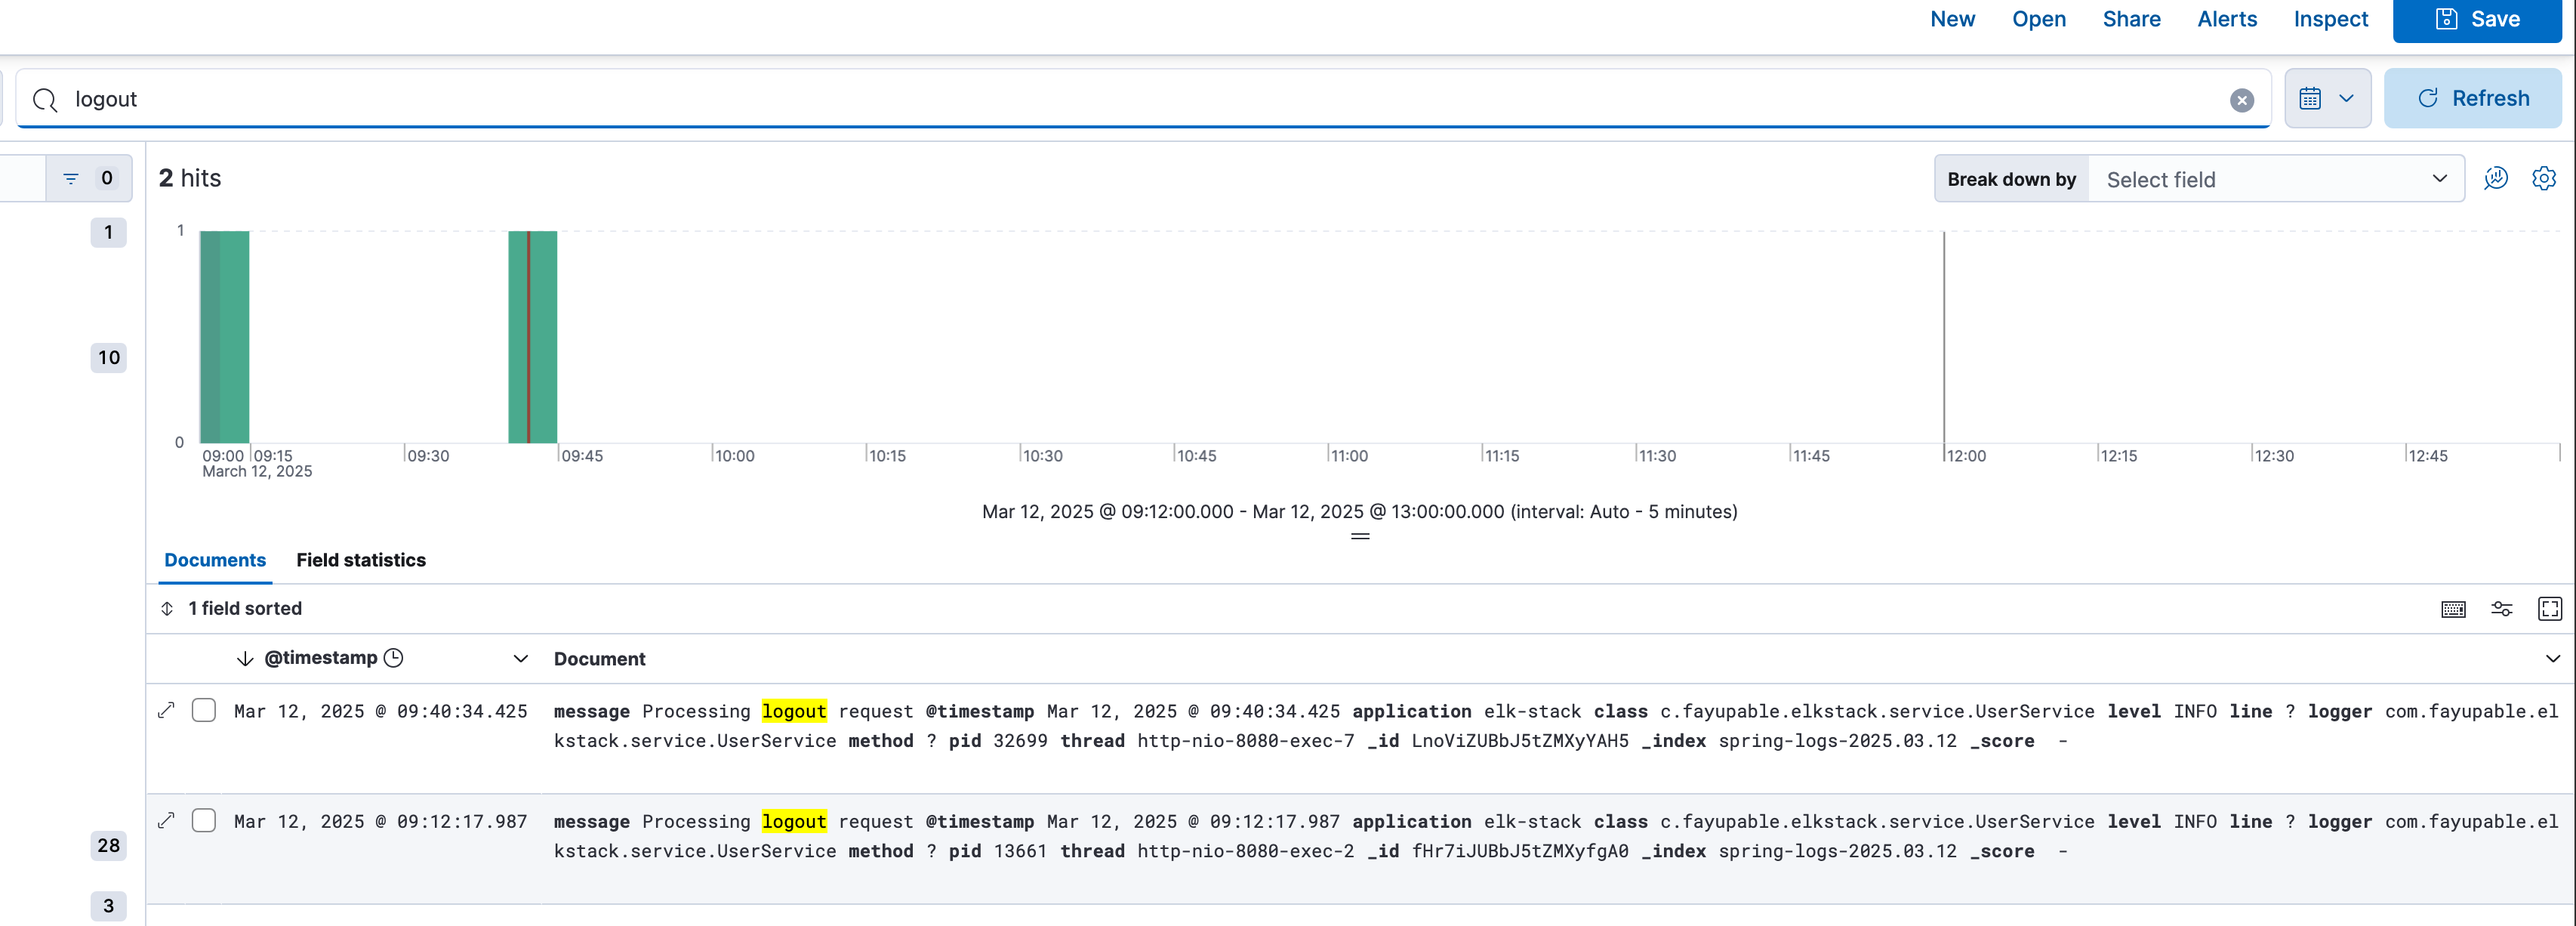 New Open Share Alerts Inspect Save
logout
Refresh
0
2 hits
Break down by Select field
1
10
28
3
1
0
09:00 09:15 09:30 09:45 10:00 10:15 10:30 10:45 11:00 11:15 11:30 11:45 12:00 12:15 12:30 12:45
March 12, 2025
Mar 12, 2025 @ 09:12:00.000 - Mar 12, 2025 @ 13:00:00.000 (interval: Auto - 5 minutes)
Documents Field statistics
1 field sorted
@timestamp Document
Mar 12, 2025 @ 09:40:34.425 message Processing logout request @timestamp Mar 12, 2025 @ 09:40:34.425 application elk-stack class c.fayupable.elkstack.service.UserService level INFO line ? logger com.fayupable.el
kstack.service.UserService method ? pid 32699 thread http-nio-8080-exec-7 _id LnoViZUBbJ5tZMXyYAH5 _index spring-logs-2025.03.12 _score -
Mar 12, 2025 @ 09:12:17.987 message Processing logout request @timestamp Mar 12, 2025 @ 09:12:17.987 application elk-stack class c.fayupable.elkstack.service.UserService level INFO line ? logger com.fayupable.el
kstack.service.UserService method ? pid 13661 thread http-nio-8080-exec-2 _id fHr7iJUBbJ5tZMXyfgA0 _index spring-logs-2025.03.12 _score -